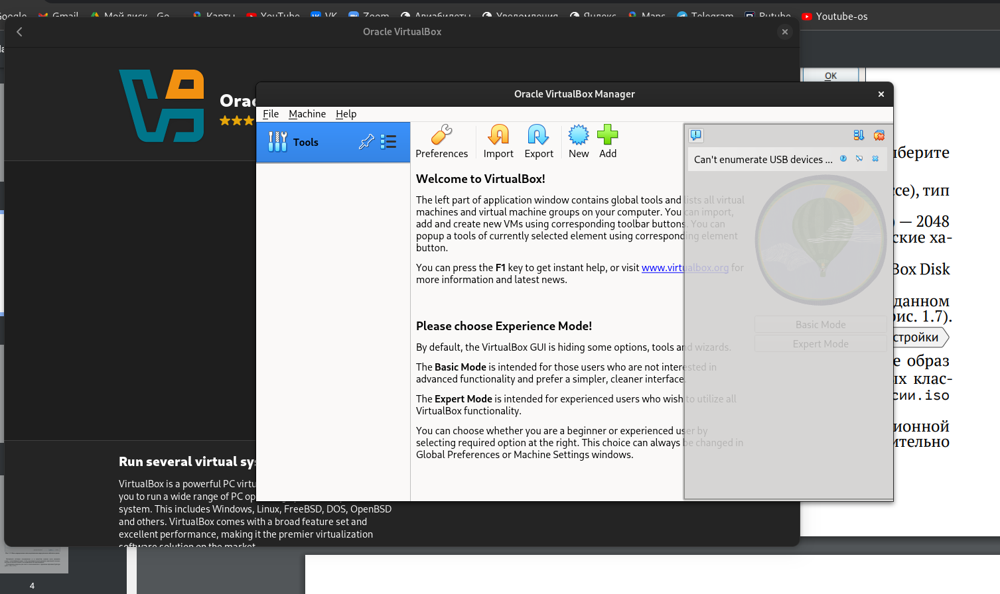 Gmail
Мой диск
Карты
YouTube
VK
Zoom
Авиабилеты
Уведомления
Яндекс
Maps
Telegram
Rutube
Youtube-os
Oracle VirtualBox
OK
Oracle VirtualBox Manager
File Machine Help
Tools
Preferences Import Export New Add
Can't enumerate USB devices ...
Welcome to VirtualBox!
The left part of application window contains global tools and lists all virtual
machines and virtual machine groups on your computer. You can import,
add and create new VMs using corresponding toolbar buttons. You can
popup a tools of currently selected element using corresponding element
button.
You can press the F1 key to get instant help, or visit www.virtualbox.org for
more information and latest news.
Please choose Experience Mode!
By default, the VirtualBox GUI is hiding some options, tools and wizards.
The Basic Mode is intended for those users who are not interested in
advanced functionality and prefer a simpler, cleaner interface.
The Expert Mode is intended for experienced users who wish to utilize all
VirtualBox functionality.
You can choose whether you are a beginner or experienced user by
selecting required option at the right. This choice can always be changed in
Global Preferences or Machine Settings windows.
Basic Mode
Expert Mode
Run several virtual sy
VirtualBox is a powerful PC virtu
you to run a wide range of PC op
system. This includes Windows, Linux, FreeBSD, DOS, OpenBSD
and others. VirtualBox comes with a broad feature set and
excellent performance, making it the premier virtualization
software solution on the market
берите
се), тип
— 2048
ские ха-
Box Disk
данном
рис. 1.7).
стройки
е образ
ых клас-
сии.iso
ионной
ительно
4